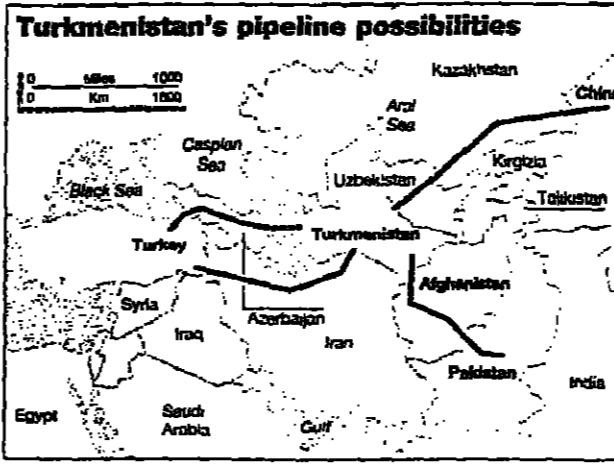 Turkmenistan's pipeline possibilities
0 Miles 1000
0 Km 1600
Kazakhstan
China
Aral
Sea
Caspian
Sea
Kirgizia
Uzbekistan
Black Sea
Tajikistan
Turkey
Turkmenistan
Afghanistan
Syria
Azerbaijan
Iraq
Iran
Pakistan
India
Egypt
Saudi
Arabia
Gulf